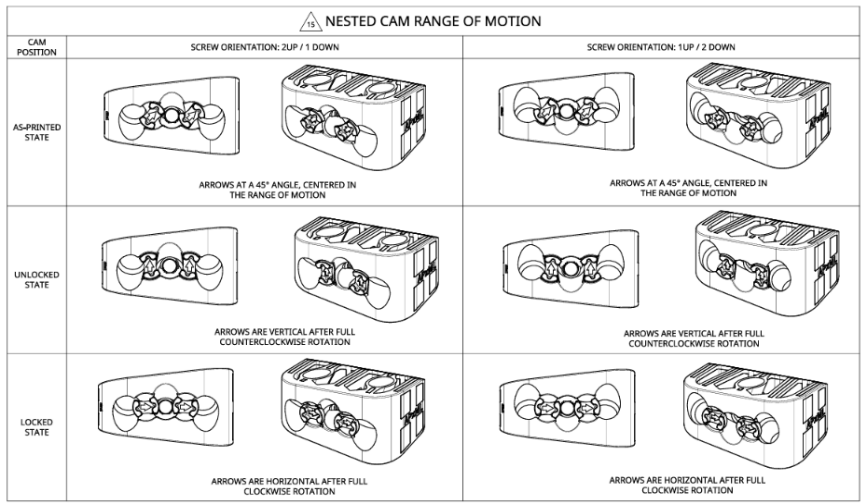 15 NESTED CAM RANGE OF MOTION
CAM
POSITION
SCREW ORIENTATION: 2UP / 1 DOWN
SCREW ORIENTATION: 1UP / 2 DOWN
AS-PRINTED
STATE
ARROWS AT A 45° ANGLE, CENTERED IN
THE RANGE OF MOTION
ARROWS AT A 45° ANGLE, CENTERED IN
THE RANGE OF MOTION
UNLOCKED
STATE
ARROWS ARE VERTICAL AFTER FULL
COUNTERCLOCKWISE ROTATION
ARROWS ARE VERTICAL AFTER FULL
COUNTERCLOCKWISE ROTATION
LOCKED
STATE
ARROWS ARE HORIZONTAL AFTER FULL
CLOCKWISE ROTATION
ARROWS ARE HORIZONTAL AFTER FULL
CLOCKWISE ROTATION